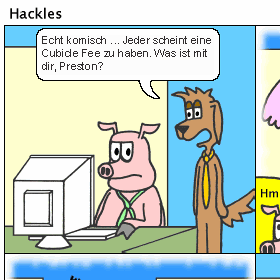 Hackles
Echt komisch ... Jeder scheint eine
Cubicle Fee zu haben. Was ist mit
dir, Preston?
Hm